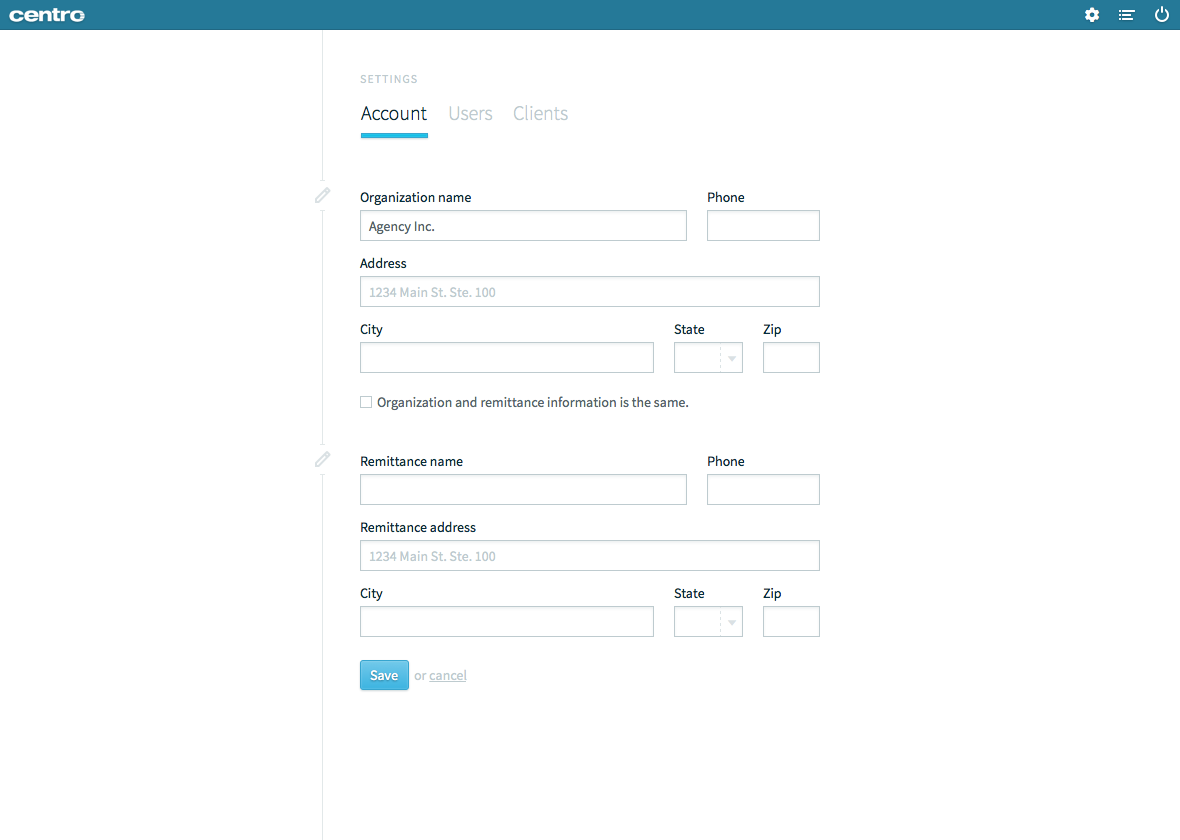 centro
SETTINGS
Account Users Clients
Organization name Phone
Agency Inc.
Address
1234 Main St. Ste. 100
City State Zip
Organization and remittance information is the same.
Remittance name Phone
Remittance address
1234 Main St. Ste. 100
City State Zip
Save or cancel